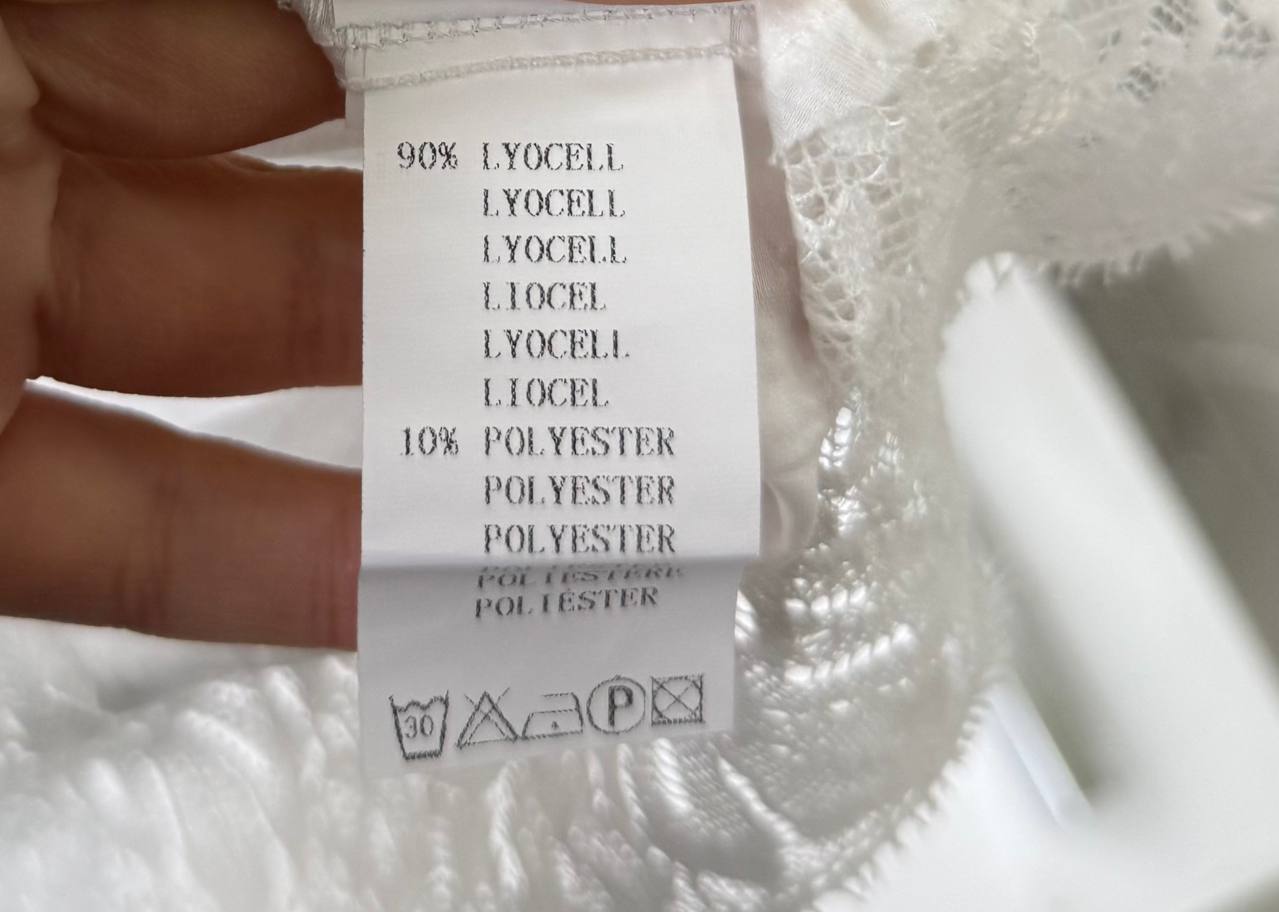 90% LYOCELL
LYOCELL
LYOCELL
LIOCEL
LYOCELL
LIOCEL
10% POLYESTER
POLYESTER
POLYESTER
POLIÉSTER
30
P